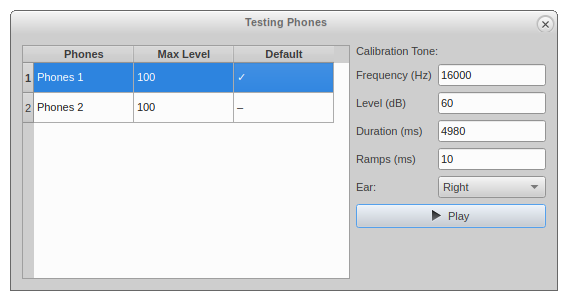 Testing Phones
Phones Max Level Default
1 Phones 1 100 ✓
2 Phones 2 100 –
Calibration Tone:
Frequency (Hz) 16000
Level (dB) 60
Duration (ms) 4980
Ramps (ms) 10
Ear: Right
Play